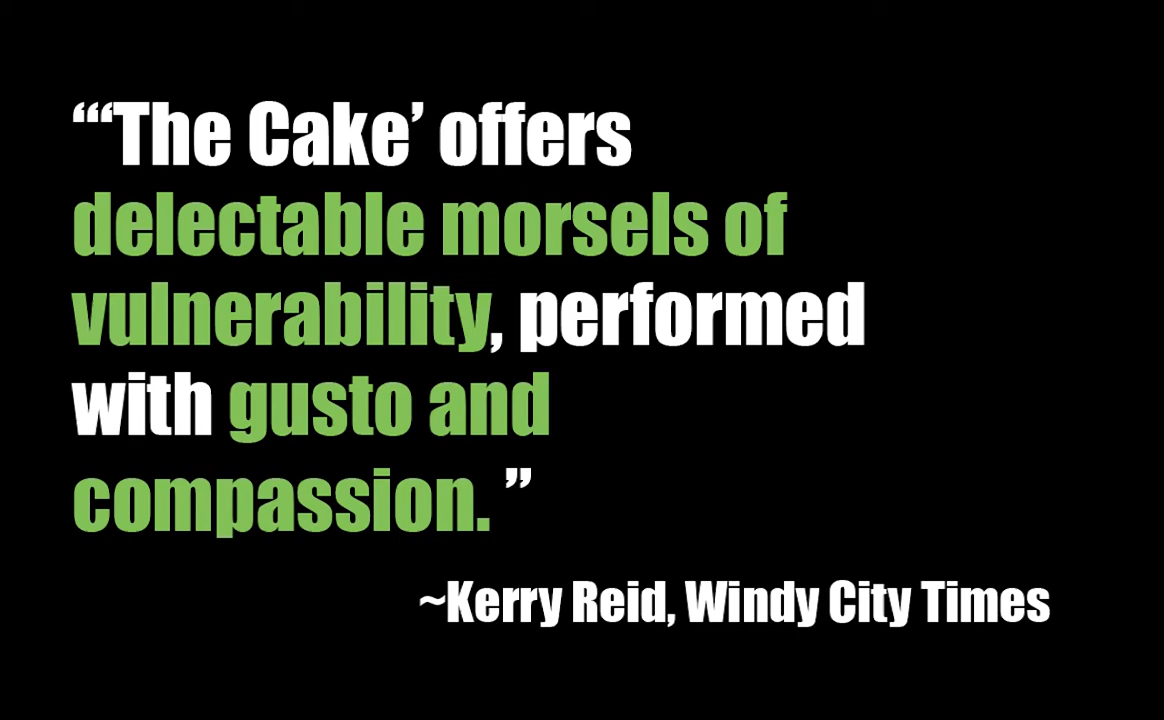 “‘The Cake’ offers
delectable morsels of
vulnerability, performed
with gusto and
compassion. ”
~Kerry Reid, Windy City Times